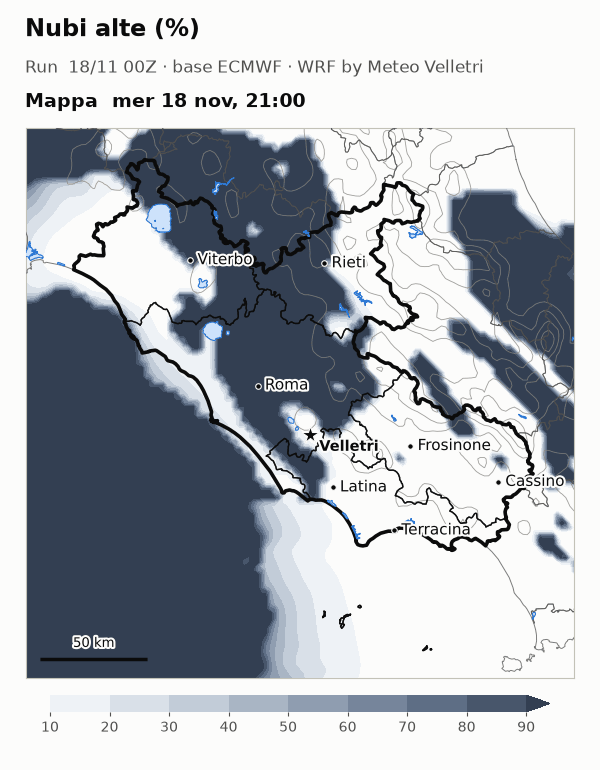 Nubi alte (%)
Run  18/11 00Z · base ECMWF · WRF by Meteo Velletri
Mappa  mer 18 nov, 21:00
Viterbo
Rieti
Roma
Velletri
Frosinone
Latina
Cassino
Terracina
50 km
10 20 30 40 50 60 70 80 90